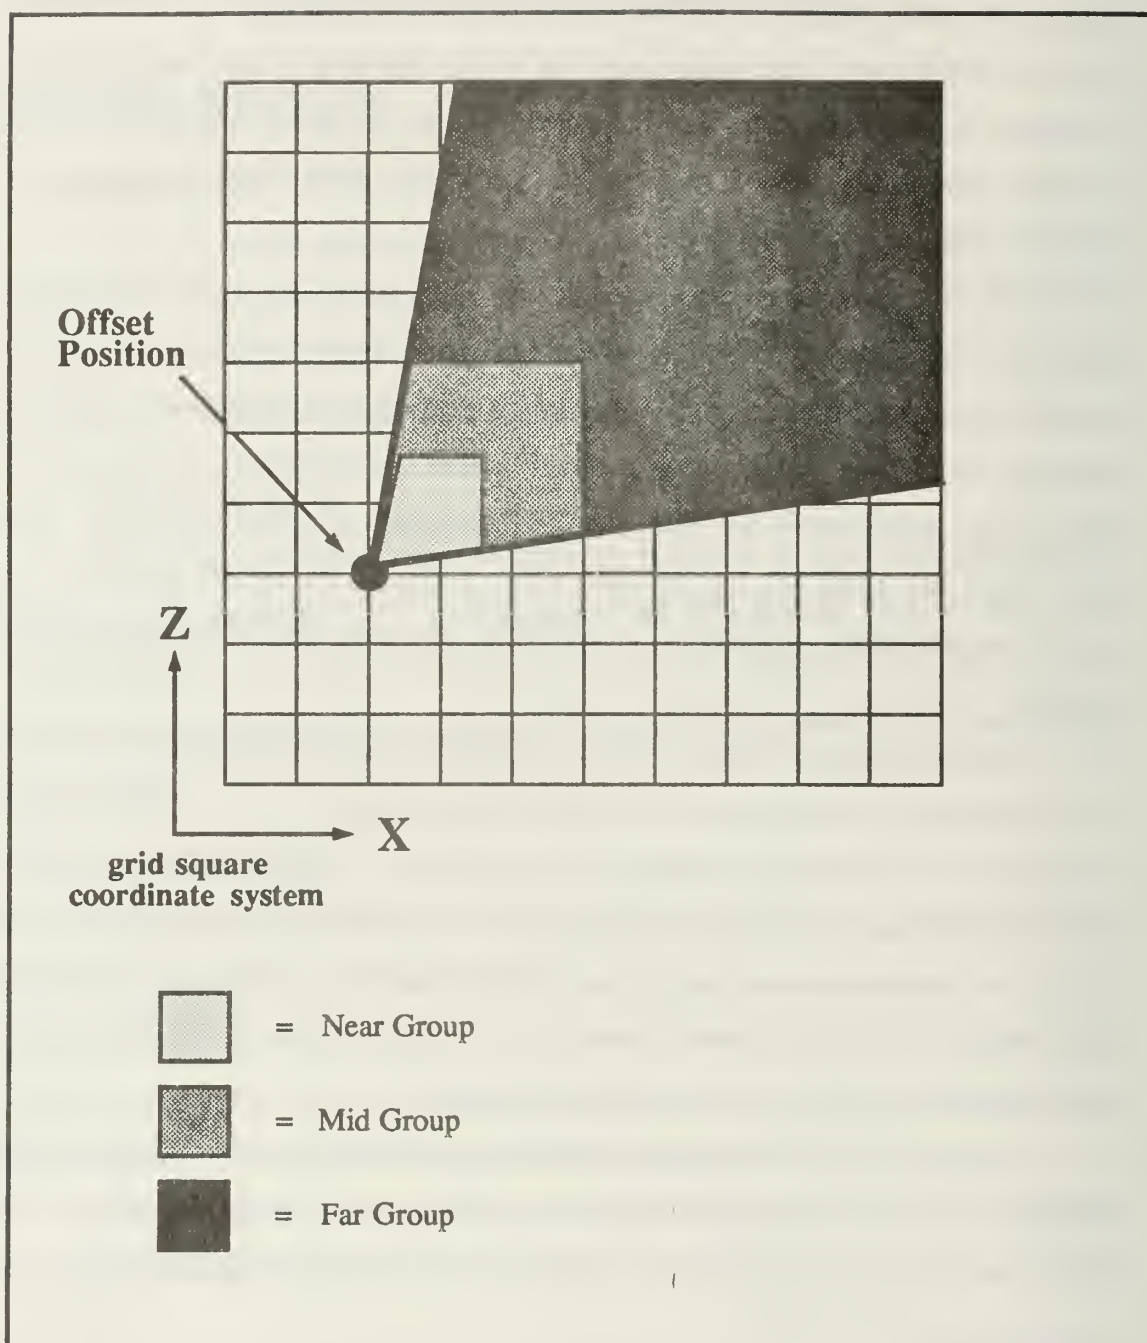 Offset
Position
Z
X
grid square
coordinate system
= Near Group
= Mid Group
= Far Group